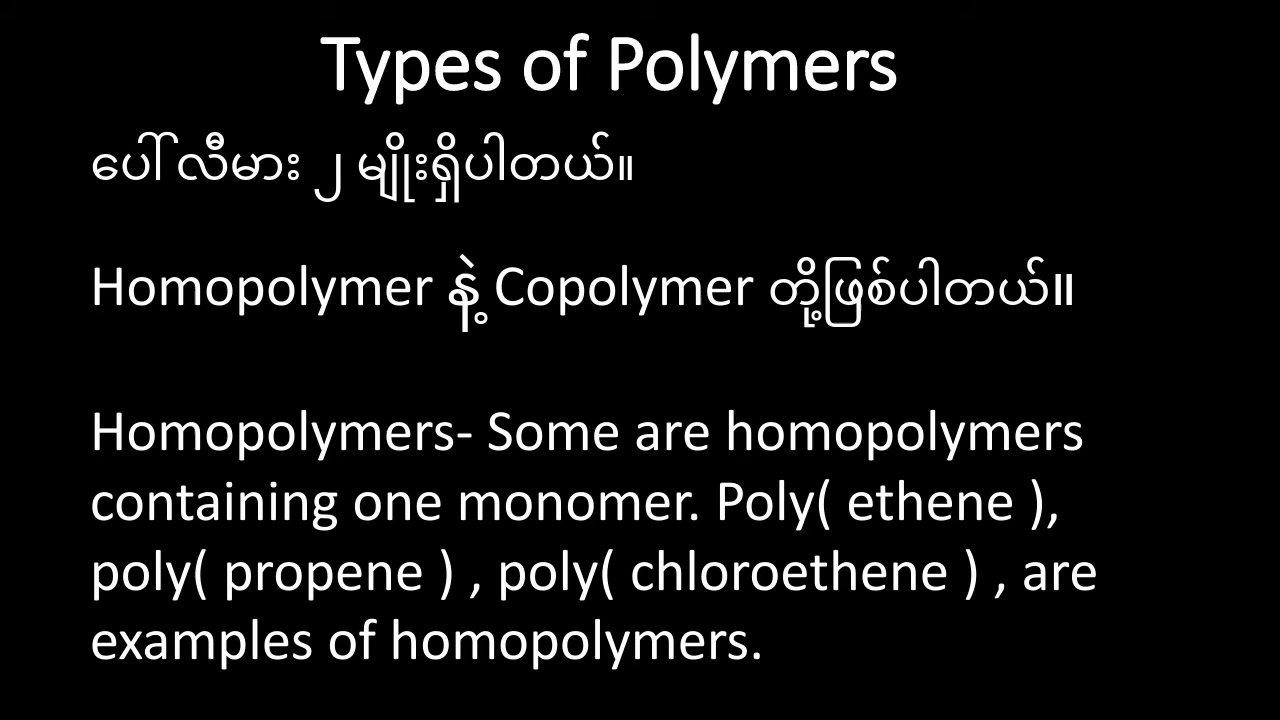 Types of Polymers
ပေါ်လီမား ၂ မျိုးရှိပါတယ်။
Homopolymer နဲ့ Copolymer တို့ဖြစ်ပါတယ်။
Homopolymers- Some are homopolymers
containing one monomer. Poly( ethene ),
poly( propene ) , poly( chloroethene ) , are
examples of homopolymers.